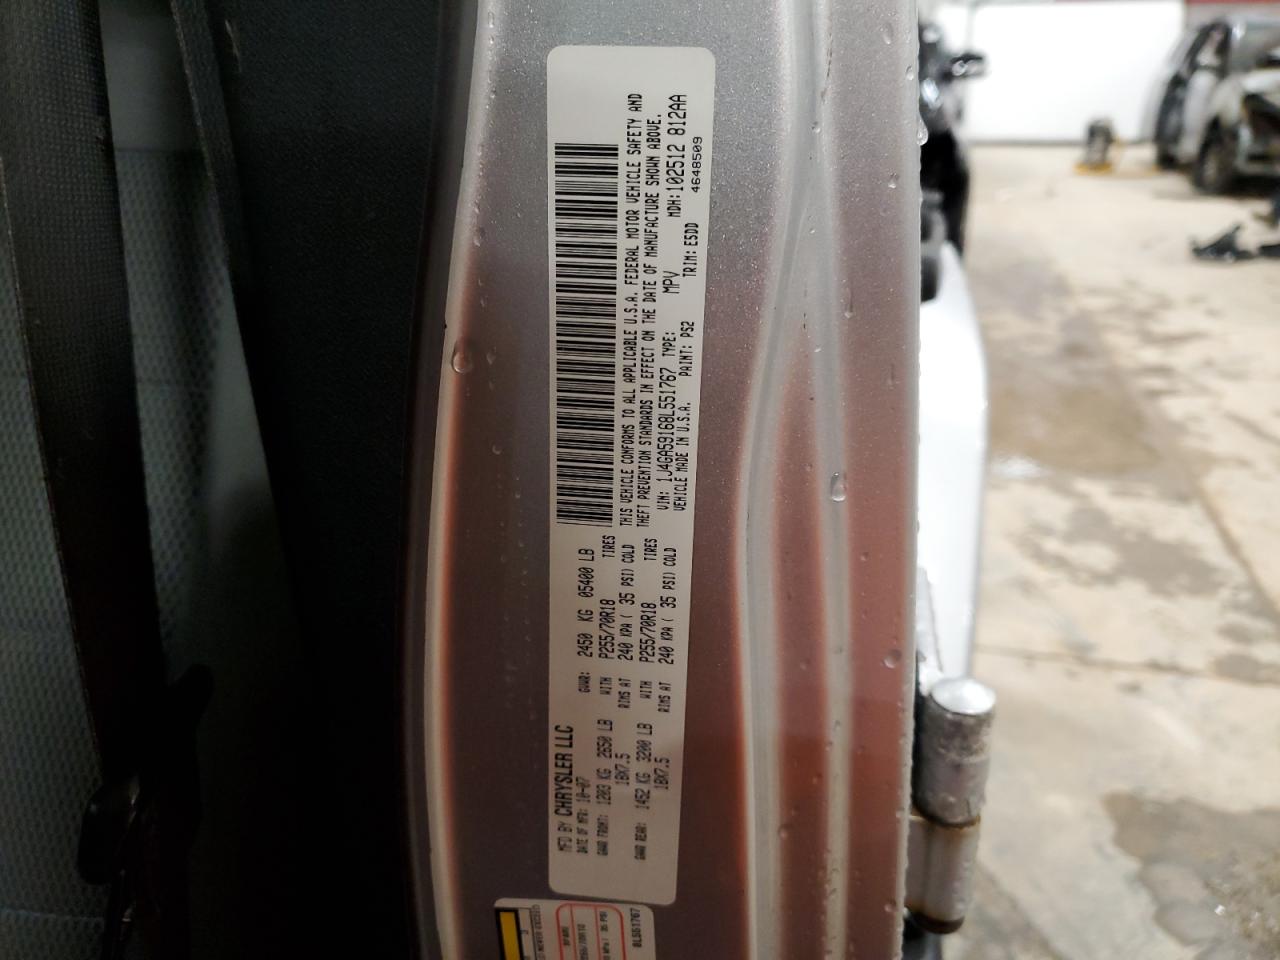 MFD BY CHRYSLER LLC
DATE OF MFR: 10-07
GVWR: 2450 KG 05400 LB
GAWR FRONT: 1203 KG 2650 LB
WITH P255/70R18 TIRES
18X7.5
RIMS AT 240 KPA ( 35 PSI) COLD
GAWR REAR: 1452 KG 3200 LB
WITH P255/70R18 TIRES
18X7.5
RIMS AT 240 KPA ( 35 PSI) COLD
THIS VEHICLE CONFORMS TO ALL APPLICABLE U.S.A. FEDERAL MOTOR VEHICLE SAFETY AND
THEFT PREVENTION STANDARDS IN EFFECT ON THE DATE OF MANUFACTURE SHOWN ABOVE.
VIN: 1J4GA59168L551767 TYPE: MPV MDH: 102512 812AA
VEHICLE MADE IN U.S.A. PAINT: PS2 TRIM: E5DD 4648509
8L551767